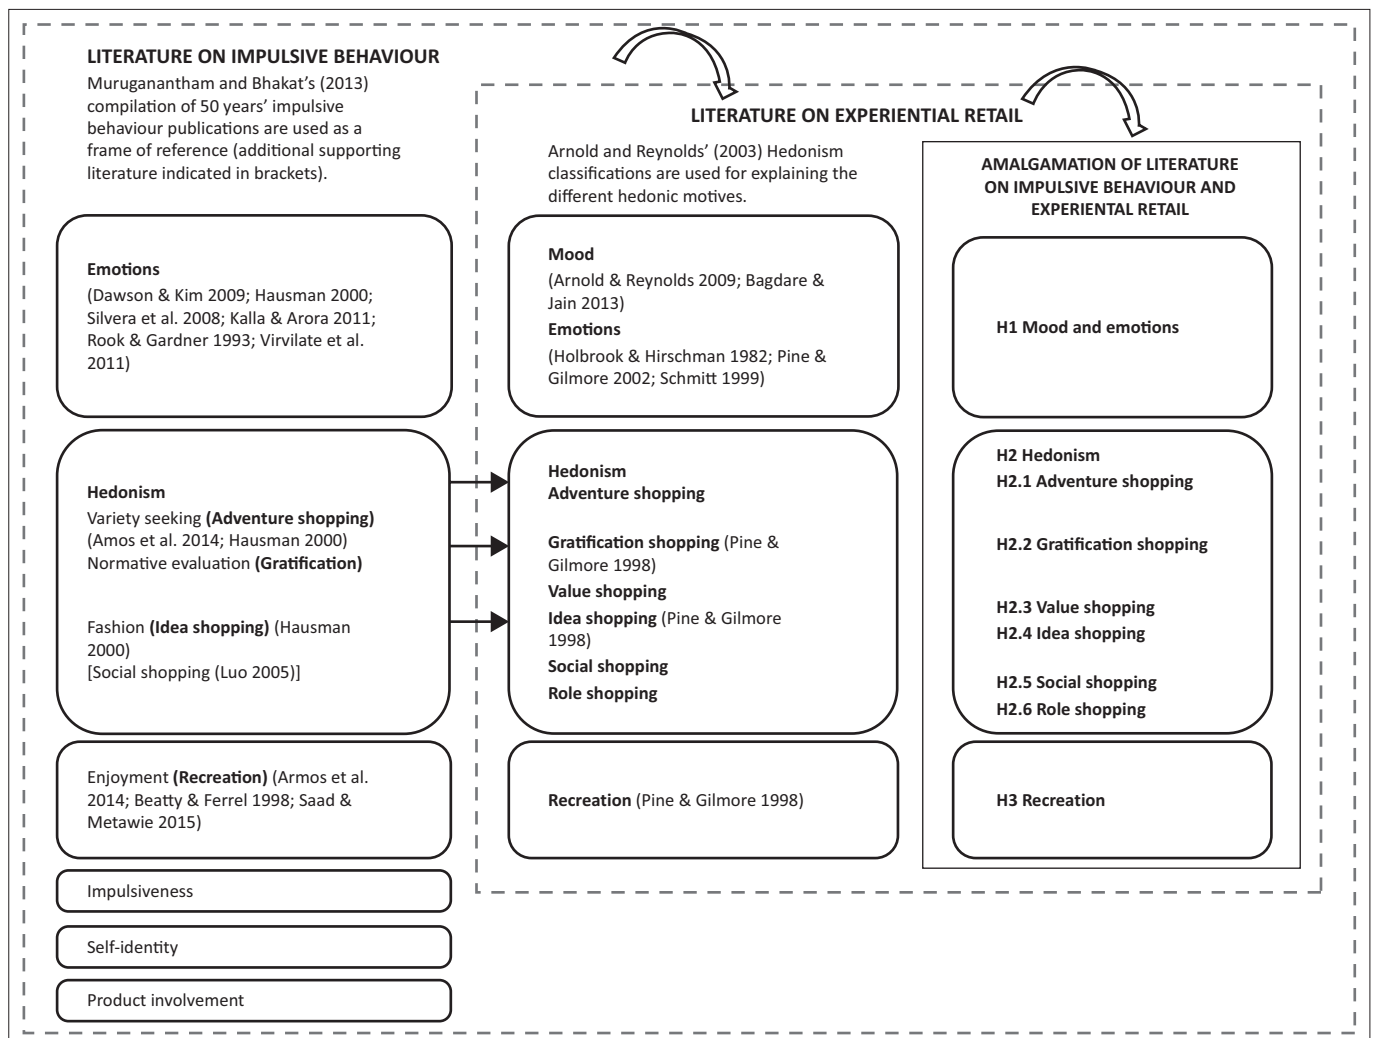 LITERATURE ON IMPULSIVE BEHAVIOUR
Muruganantham and Bhakat's (2013)
compilation of 50 years' impulsive
behaviour publications are used as a
frame of reference (additional supporting
literature indicated in brackets).
Emotions
(Dawson & Kim 2009; Hausman 2000;
Silvera et al. 2008; Kalla & Arora 2011;
Rook & Gardner 1993; Virvilate et al.
2011)
Hedonism
Variety seeking (Adventure shopping)
(Amos et al. 2014; Hausman 2000)
Normative evaluation (Gratification)
Fashion (Idea shopping) (Hausman
2000)
[Social shopping (Luo 2005)]
Enjoyment (Recreation) (Armos et al.
2014; Beatty & Ferrel 1998; Saad &
Metawie 2015)
Impulsiveness
Self-identity
Product involvement
LITERATURE ON EXPERIENTIAL RETAIL
Arnold and Reynolds' (2003) Hedonism
classifications are used for explaining the
different hedonic motives.
Mood
(Arnold & Reynolds 2009; Bagdare &
Jain 2013)
Emotions
(Holbrook & Hirschman 1982; Pine &
Gilmore 2002; Schmitt 1999)
Hedonism
Adventure shopping
Gratification shopping (Pine &
Gilmore 1998)
Value shopping
Idea shopping (Pine & Gilmore
1998)
Social shopping
Role shopping
Recreation (Pine & Gilmore 1998)
AMALGAMATION OF LITERATURE
ON IMPULSIVE BEHAVIOUR AND
EXPERIENTAL RETAIL
H1 Mood and emotions
H2 Hedonism
H2.1 Adventure shopping
H2.2 Gratification shopping
H2.3 Value shopping
H2.4 Idea shopping
H2.5 Social shopping
H2.6 Role shopping
H3 Recreation